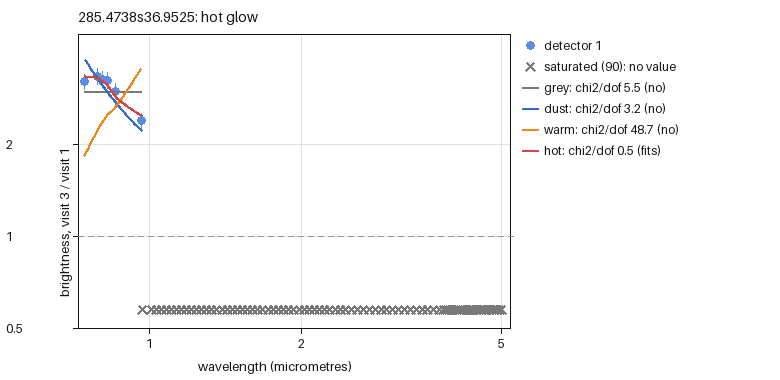 285.4738s36.9525: hot glow
detector 1
saturated (90): no value
grey: chi2/dof 5.5 (no)
dust: chi2/dof 3.2 (no)
warm: chi2/dof 48.7 (no)
hot: chi2/dof 0.5 (fits)
brightness, visit 3 / visit 1
2
1
0.5
1
2
5
wavelength (micrometres)